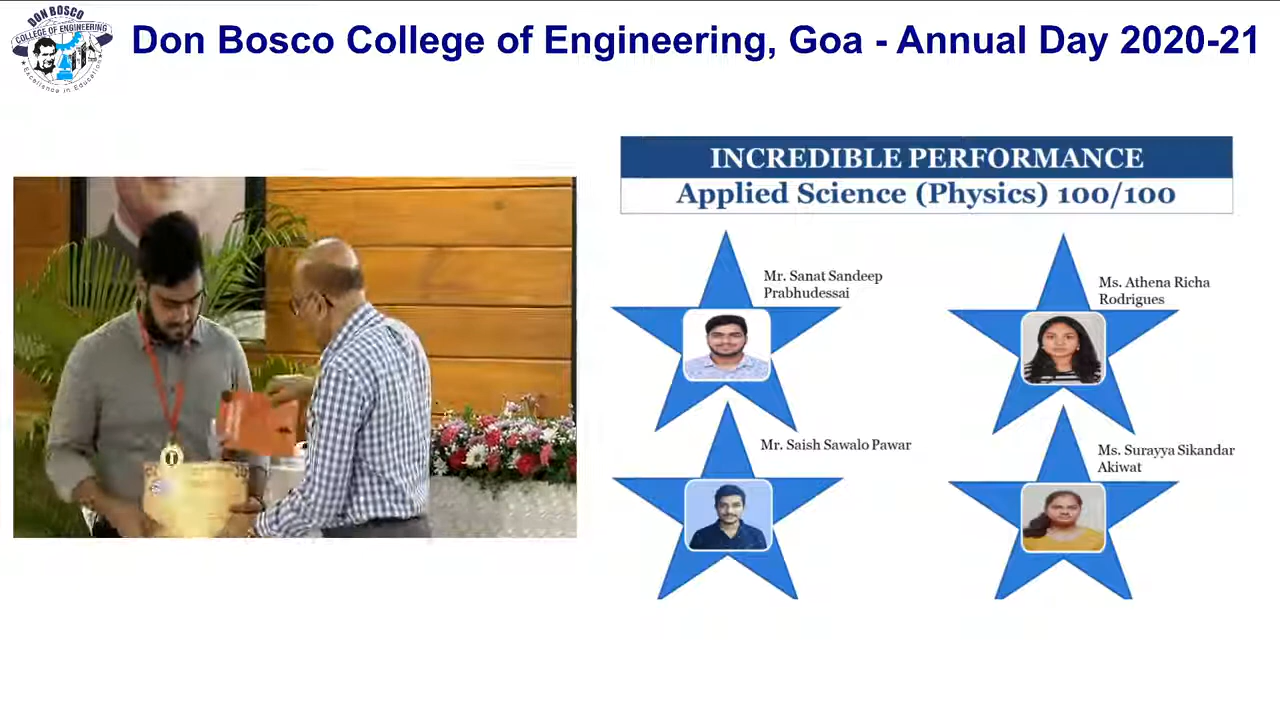 DON BOSCO
COLLEGE OF ENGINEERING
Excellence in Education
Don Bosco College of Engineering, Goa - Annual Day 2020-21
INCREDIBLE PERFORMANCE
Applied Science (Physics) 100/100
Mr. Sanat Sandeep
Prabhudessai
Ms. Athena Richa
Rodrigues
Mr. Saish Sawalo Pawar
Ms. Surayya Sikandar
Akiwat